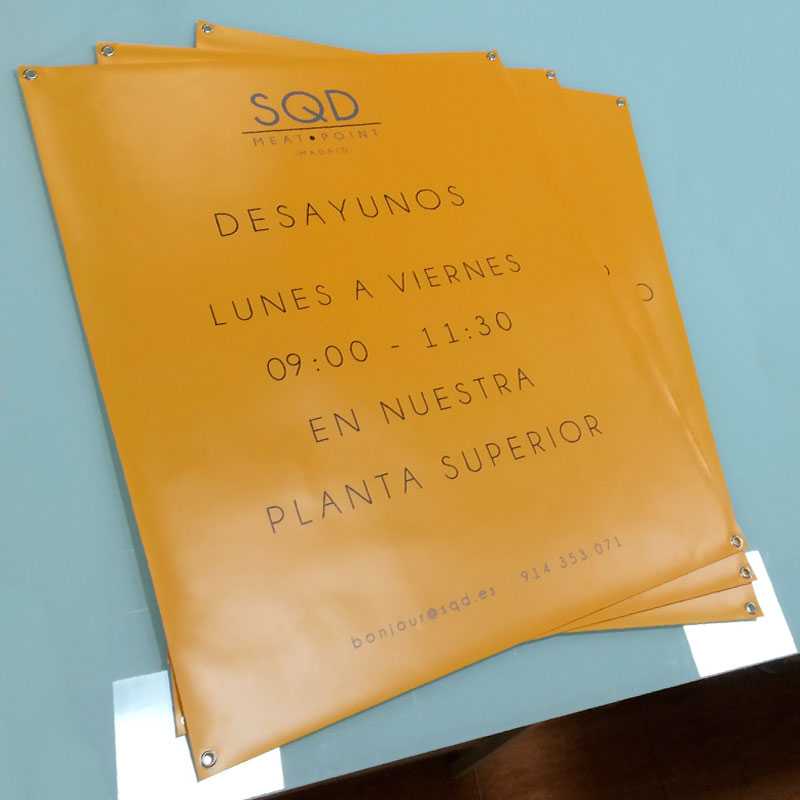 SQD
MEAT • POINT
MADRID
DESAYUNOS
LUNES A VIERNES
09:00 - 11:30
EN NUESTRA
PLANTA SUPERIOR
bonjour@sqd.es 914 353 071
O